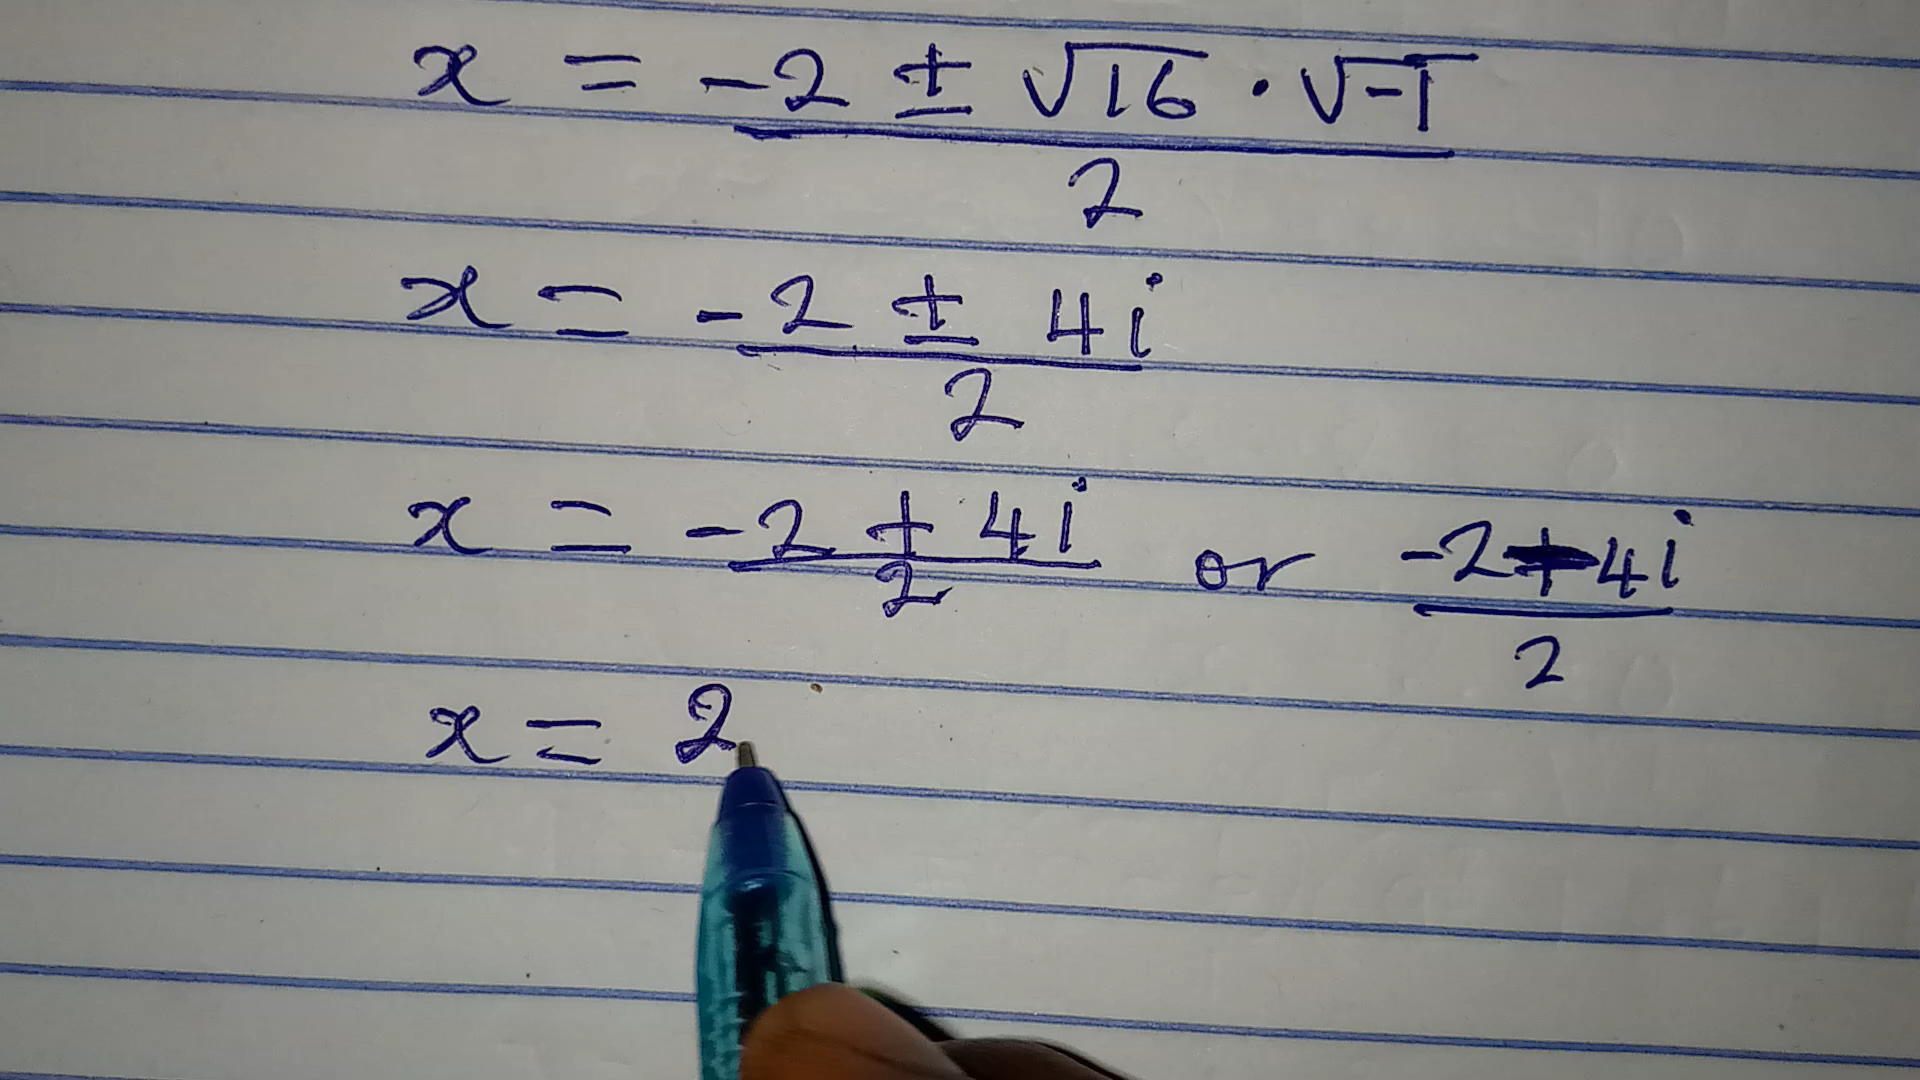 x = -2 ± √16 · √-1
2
x = -2 ± 4i
2
x = -2 + 4i or -2 - 4i
2 2
x = 2